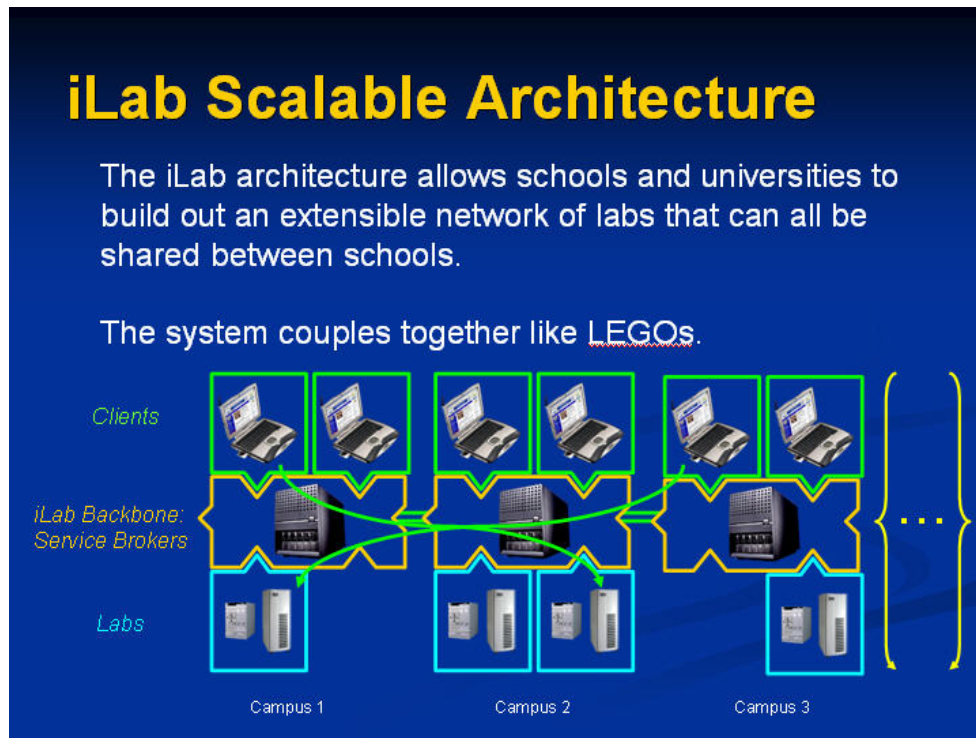 iLab Scalable Architecture
The iLab architecture allows schools and universities to
build out an extensible network of labs that can all be
shared between schools.
The system couples together like LEGOs.
Clients
iLab Backbone:
Service Brokers
...
Labs
Campus 1
Campus 2
Campus 3